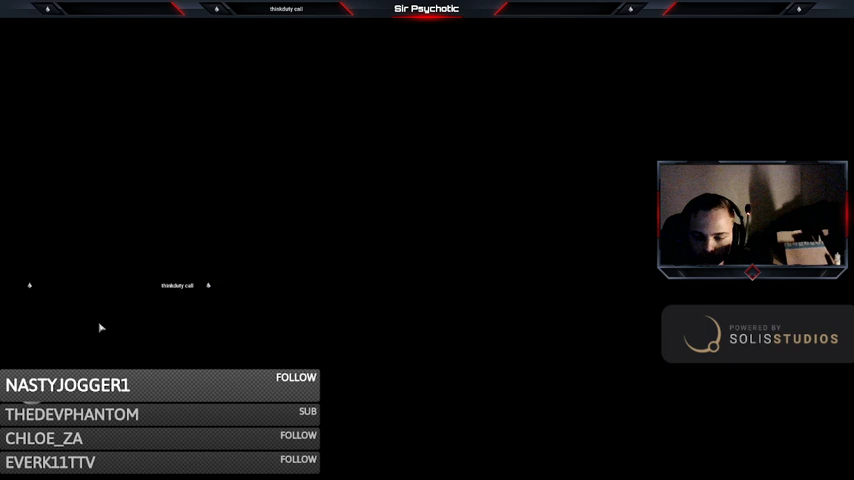 thinkduty call
Sir Psychotic
thinkduty call
POWERED BY
SOLISSTUDIOS
NASTYJOGGER1 FOLLOW
THEDEVPHANTOM SUB
CHLOE_ZA FOLLOW
EVERK11TTV FOLLOW